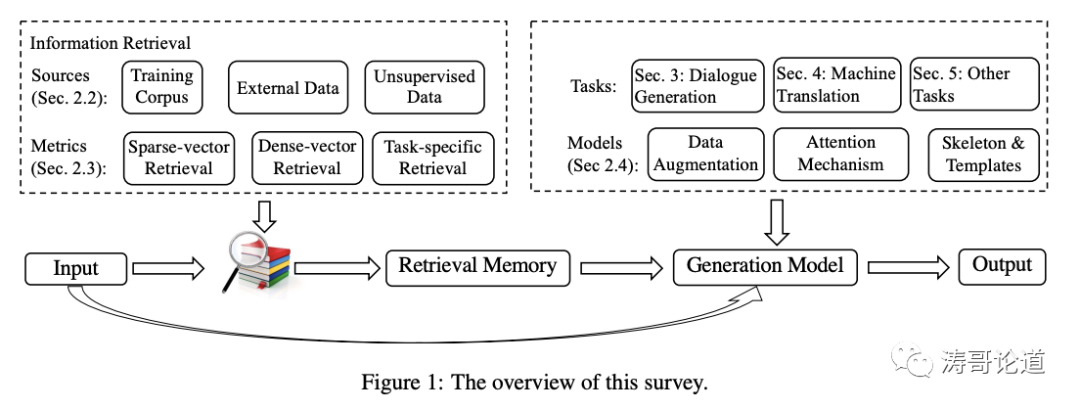 Information Retrieval
Sources
(Sec. 2.2):
Training
Corpus
External Data
Unsupervised
Data
Metrics
(Sec. 2.3):
Sparse-vector
Retrieval
Dense-vector
Retrieval
Task-specific
Retrieval
Tasks:
Sec. 3: Dialogue
Generation
Sec. 4: Machine
Translation
Sec. 5: Other
Tasks
Models
(Sec 2.4):
Data
Augmentation
Attention
Mechanism
Skeleton &
Templates
Input
Retrieval Memory
Generation Model
Output
涛哥论道
Figure 1: The overview of this survey.